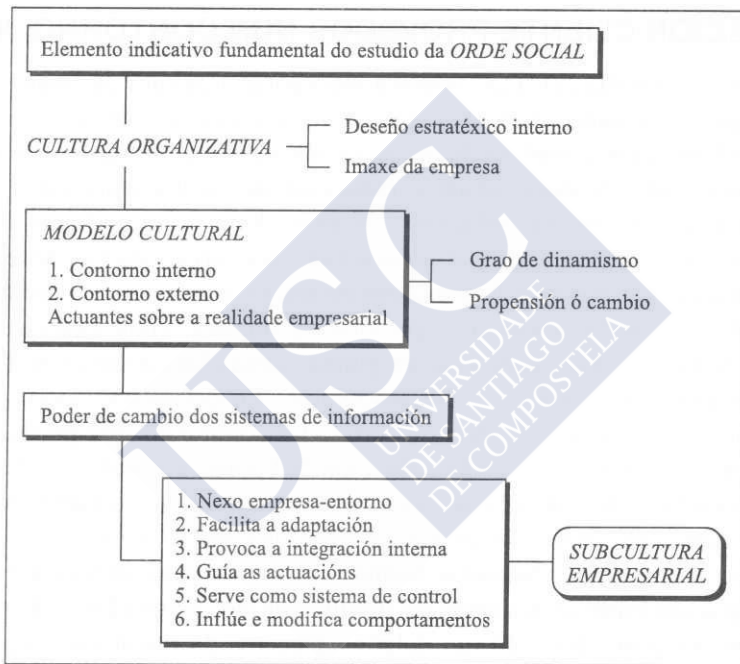 Elemento indicativo fundamental do estudio da ORDE SOCIAL
CULTURA ORGANIZATIVA
Deseño estratéxico interno
Imaxe da empresa
MODELO CULTURAL
1. Contorno interno
2. Contorno externo
Actuantes sobre a realidade empresarial
Grao de dinamismo
Propensión ó cambio
Poder de cambio dos sistemas de información
1. Nexo empresa-entorno
2. Facilita a adaptación
3. Provoca a integración interna
4. Guía as actuacións
5. Serve como sistema de control
6. Inflúe e modifica comportamentos
SUBCULTURA
EMPRESARIAL
USC
UNIVERSIDADE
DE SANTIAGO
DE COMPOSTELA